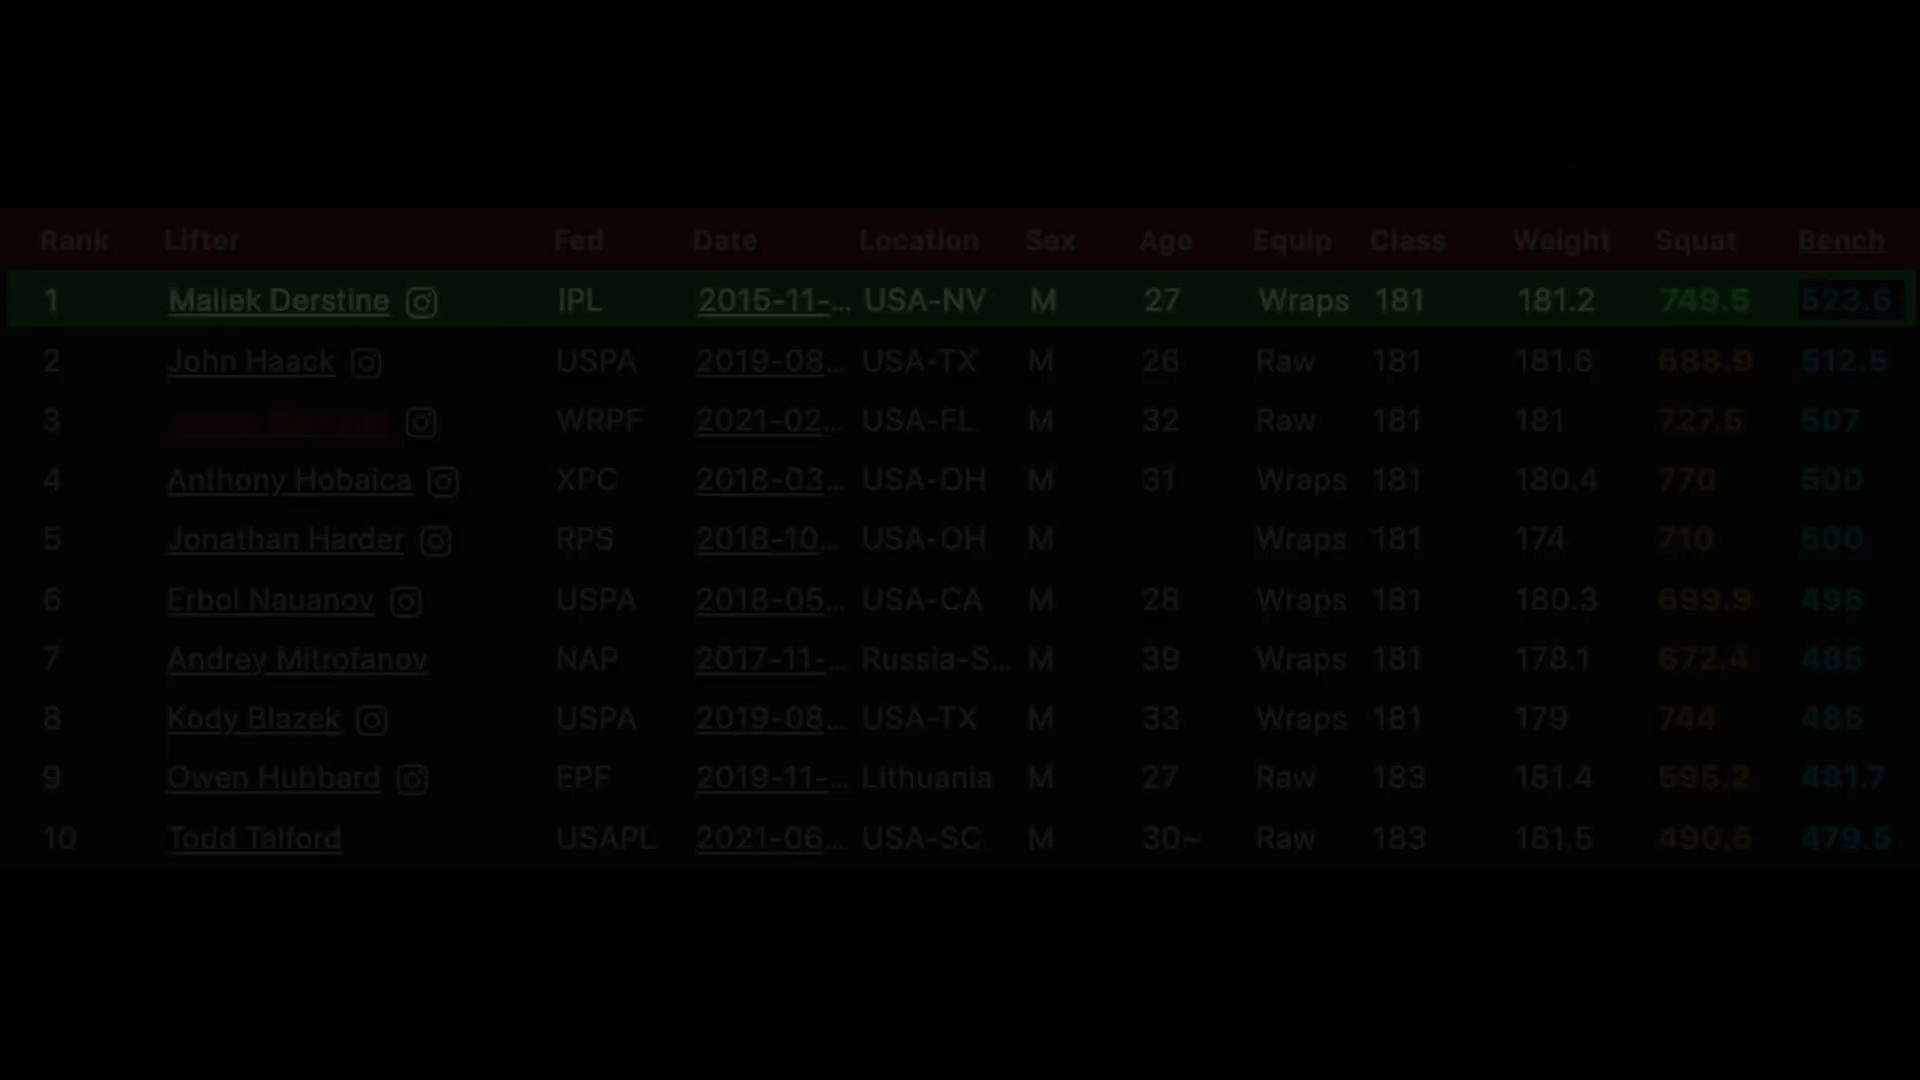 Rank Lifter Fed Date Location Sex Age Equip Class Weight Squat Bench
1 Maliek Derstine IPL 2015-11-... USA-NV M 27 Wraps 181 181.2 749.5 523.6
2 John Haack USPA 2019-08... USA-TX M 26 Raw 181 181.6 688.9 512.5
3 WRPF 2021-02... USA-FL M 32 Raw 181 181 727.5 507
4 Anthony Hobaica XPC 2018-03... USA-OH M 31 Wraps 181 180.4 770 500
5 Jonathan Harder RPS 2018-10... USA-OH M Wraps 181 174 710 500
6 Erbol Nauanov USPA 2018-05... USA-CA M 28 Wraps 181 180.3 699.9 496
7 Andrey Mitrofanov NAP 2017-11-... Russia-S... M 39 Wraps 181 178.1 672.4 485
8 Kody Blazek USPA 2019-08... USA-TX M 33 Wraps 181 179 744 485
9 Owen Hubbard EPF 2019-11-... Lithuania M 27 Raw 183 181.4 595.2 481.7
10 Todd Talford USAPL 2021-06... USA-SC M 30~ Raw 183 181.5 490.5 479.5